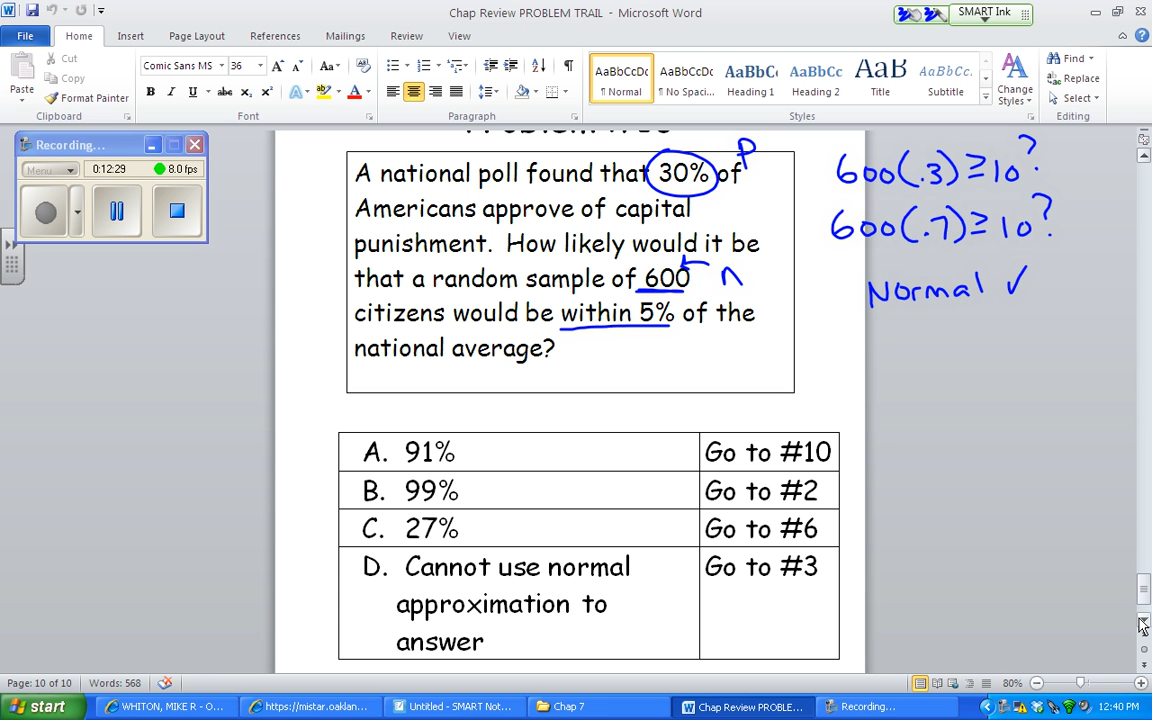 Chap Review PROBLEM TRAIL - Microsoft Word
SMART Ink
File Home Insert Page Layout References Mailings Review View
Cut
Copy
Format Painter
Paste
Clipboard
Comic Sans MS 36
Font
Paragraph
AaBbCcDc AaBbCcDc AaBbCc AaBbCc AaB AaBbCc.
¶ Normal ¶ No Spaci... Heading 1 Heading 2 Title Subtitle
Styles
Change Styles
Find
Replace
Select
Editing
Recording...
Menu 0:12:29 8.0 fps
A national poll found that 30% of
Americans approve of capital
punishment. How likely would it be
that a random sample of 600
citizens would be within 5% of the
national average?
P
n
600(.3) ≥ 10 ?
600(.7) ≥ 10 ?
Normal ✓
A. 91% Go to #10
B. 99% Go to #2
C. 27% Go to #6
D. Cannot use normal Go to #3
approximation to
answer
Page: 10 of 10 Words: 568 80%
start WHITON, MIKE R - O... https://mistar.oaklan... Untitled - SMART Not... Chap 7 Chap Review PROBLE... Recording... 12:40 PM